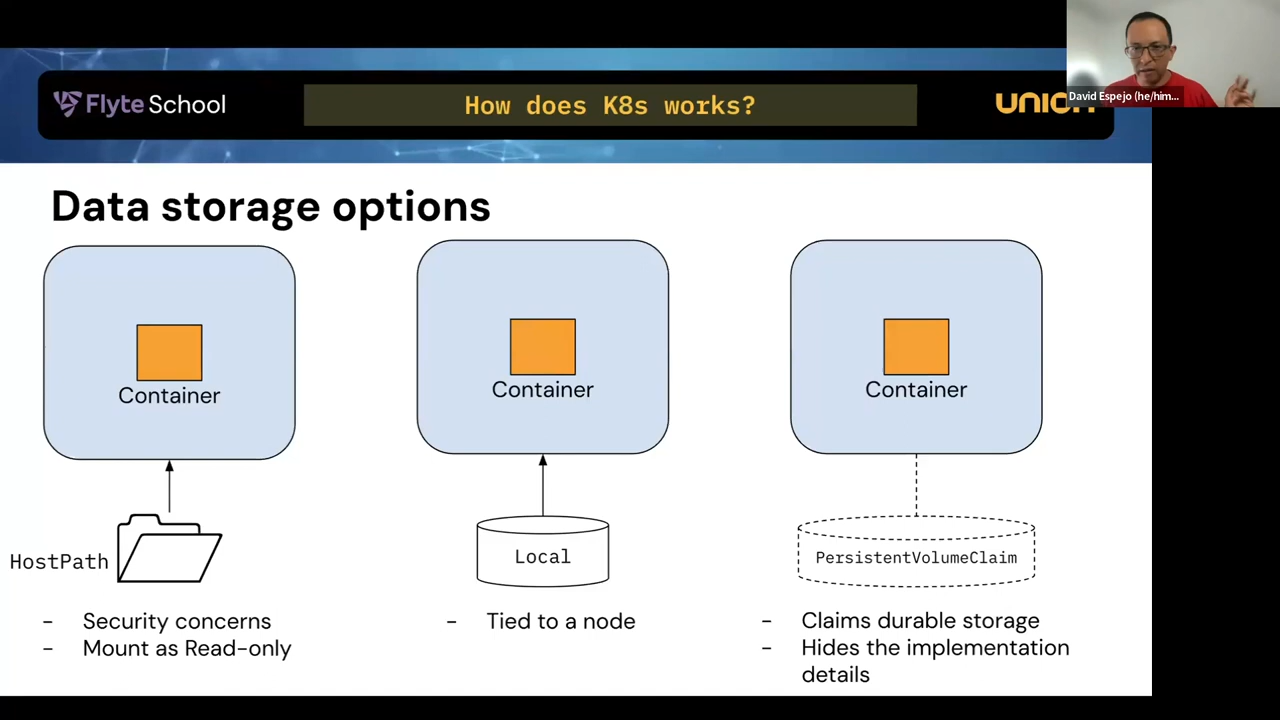 Flyte School
How does K8s works?
UNION
David Espejo (he/him...
Data storage options
Container
Container
Container
HostPath
Local
PersistentVolumeClaim
- Security concerns
- Mount as Read-only
- Tied to a node
- Claims durable storage
- Hides the implementation
details